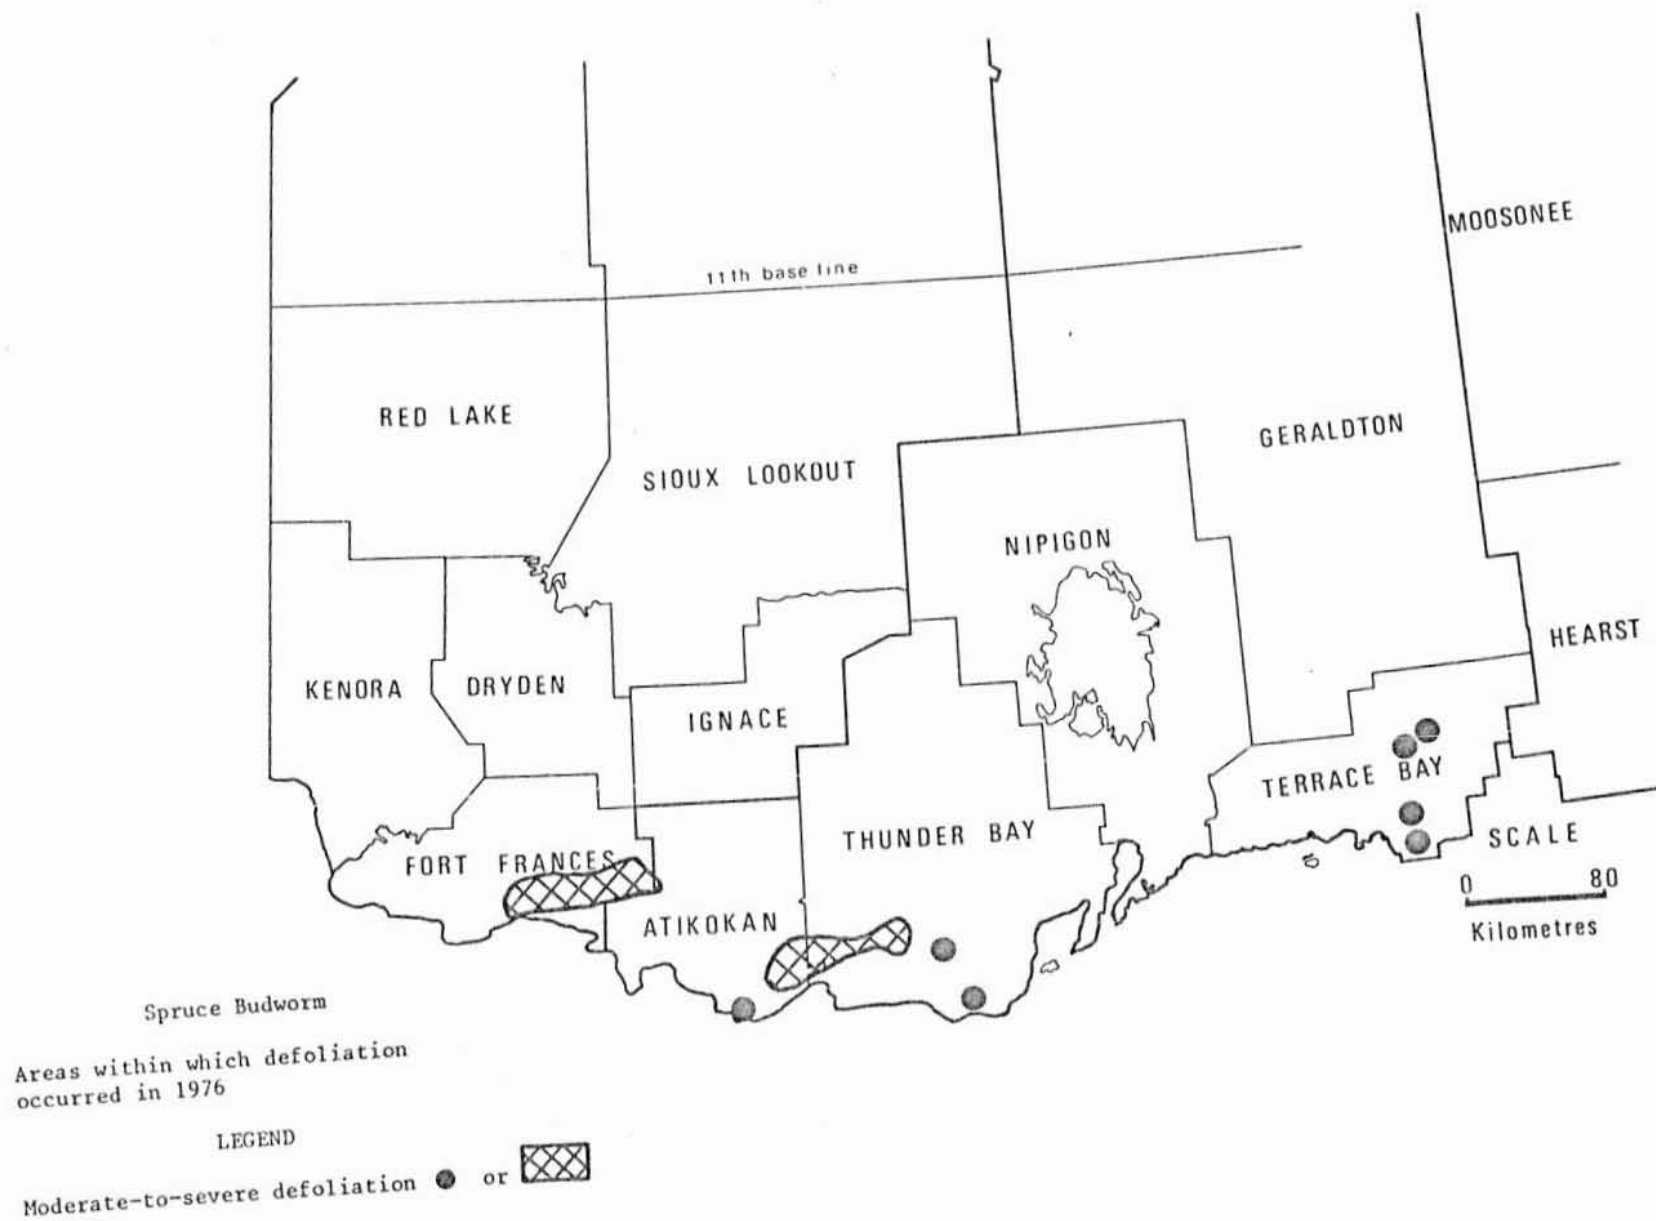 MOOSONEE
11th base line
RED LAKE
GERALDTON
SIOUX LOOKOUT
NIPIGON
HEARST
KENORA
DRYDEN
IGNACE
TERRACE BAY
THUNDER BAY
SCALE
FORT FRANCES
0 80
Kilometres
ATIKOKAN
Spruce Budworm
Areas within which defoliation
occurred in 1976
LEGEND
Moderate-to-severe defoliation or